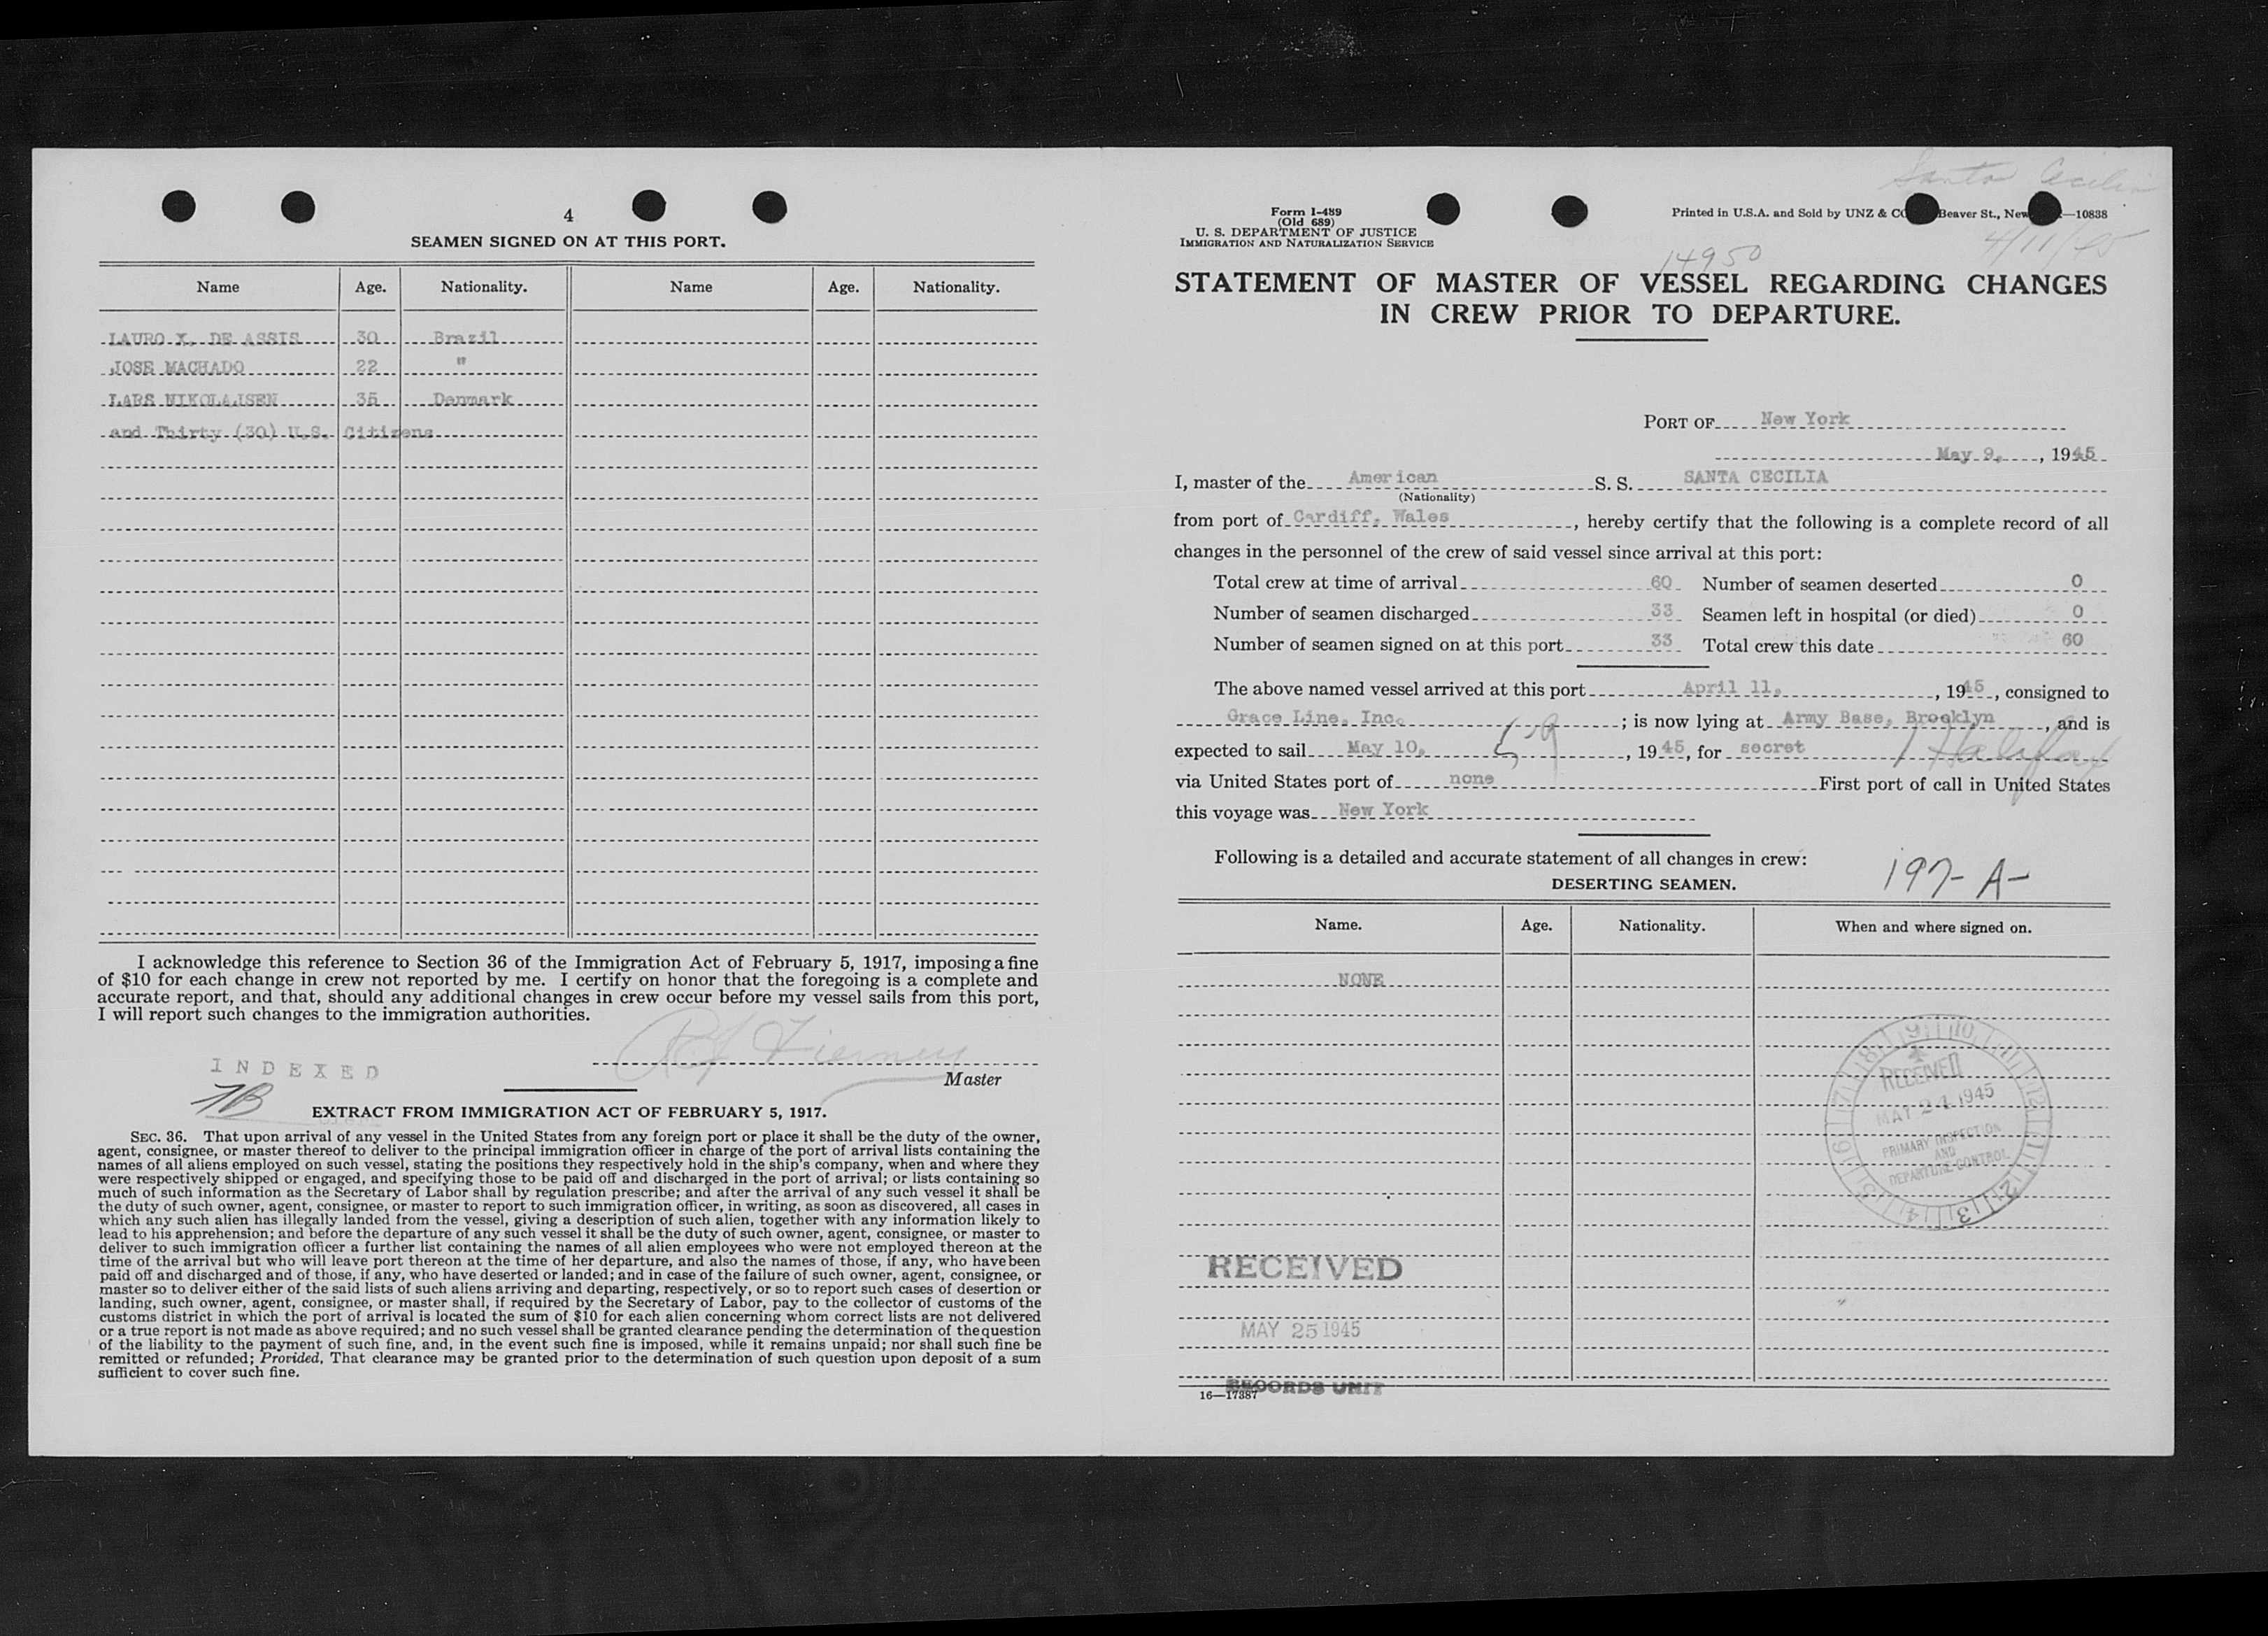 4
SEAMEN SIGNED ON AT THIS PORT.
Name Age. Nationality. Name Age. Nationality.
LAURO X. DE ASSIS 30 Brazil
JOSE MACHADO 22 "
LARS NIKOLAJSEN 35 Denmark
and Thirty (30) U.S. Citizens
I acknowledge this reference to Section 36 of the Immigration Act of February 5, 1917, imposing a fine
of $10 for each change in crew not reported by me. I certify on honor that the foregoing is a complete and
accurate report, and that, should any additional changes in crew occur before my vessel sails from this port,
I will report such changes to the immigration authorities.
Tierney
Master
INDEXED
EXTRACT FROM IMMIGRATION ACT OF FEBRUARY 5, 1917.
SEC. 36. That upon arrival of any vessel in the United States from any foreign port or place it shall be the duty of the owner,
agent, consignee, or master thereof to deliver to the principal immigration officer in charge of the port of arrival lists containing the
names of all aliens employed on such vessel, stating the positions they respectively hold in the ship's company, when and where they
were respectively shipped or engaged, and specifying those to be paid off and discharged in the port of arrival; or lists containing so
much of such information as the Secretary of Labor shall by regulation prescribe; and after the arrival of any such vessel it shall be
the duty of such owner, agent, consignee, or master to report to such immigration officer, in writing, as soon as discovered, all cases in
which any such alien has illegally landed from the vessel, giving a description of such alien, together with any information likely to
lead to his apprehension; and before the departure of any such vessel it shall be the duty of such owner, agent, consignee, or master to
deliver to such immigration officer a further list containing the names of all alien employees who were not employed thereon at the
time of the arrival but who will leave port thereon at the time of her departure, and also the names of those, if any, who have been
paid off and discharged and of those, if any, who have deserted or landed; and in case of the failure of such owner, agent, consignee, or
master so to deliver either of the said lists of such aliens arriving and departing, respectively, or so to report such cases of desertion or
landing, such owner, agent, consignee, or master shall, if required by the Secretary of Labor, pay to the collector of customs of the
customs district in which the port of arrival is located the sum of $10 for each alien concerning whom correct lists are not delivered
or a true report is not made as above required; and no such vessel shall be granted clearance pending the determination of the question
of the liability to the payment of such fine, and, in the event such fine is imposed, while it remains unpaid; nor shall such fine be
remitted or refunded; Provided, That clearance may be granted prior to the determination of such question upon deposit of a sum
sufficient to cover such fine.
Santa Cecilia
Form I-489
(Old 689)
U. S. DEPARTMENT OF JUSTICE
IMMIGRATION AND NATURALIZATION SERVICE
Printed in U.S.A. and Sold by UNZ & CO Beaver St., New —10838
4/11/45
14950
STATEMENT OF MASTER OF VESSEL REGARDING CHANGES
IN CREW PRIOR TO DEPARTURE.
PORT OF New York
May 9, , 1945
I, master of the American S. S. SANTA CECILIA
(Nationality)
from port of Cardiff, Wales , hereby certify that the following is a complete record of all
changes in the personnel of the crew of said vessel since arrival at this port:
Total crew at time of arrival 60 Number of seamen deserted 0
Number of seamen discharged 33 Seamen left in hospital (or died) 0
Number of seamen signed on at this port 33 Total crew this date 60
The above named vessel arrived at this port April 11, , 1945, consigned to
Grace Line, Inc. ; is now lying at Army Base, Brooklyn , and is
expected to sail May 10, 5-9 , 1945, for secret Halifax
via United States port of none First port of call in United States
this voyage was New York
Following is a detailed and accurate statement of all changes in crew:
197-A-
DESERTING SEAMEN.
Name. Age. Nationality. When and where signed on.
NONE
RECEIVED
MAY 24 1945
PRIMARY INSPECTION
AND
DEPARTURE CONTROL
RECEIVED
MAY 25 1945
RECORDS UNIT
16—17387